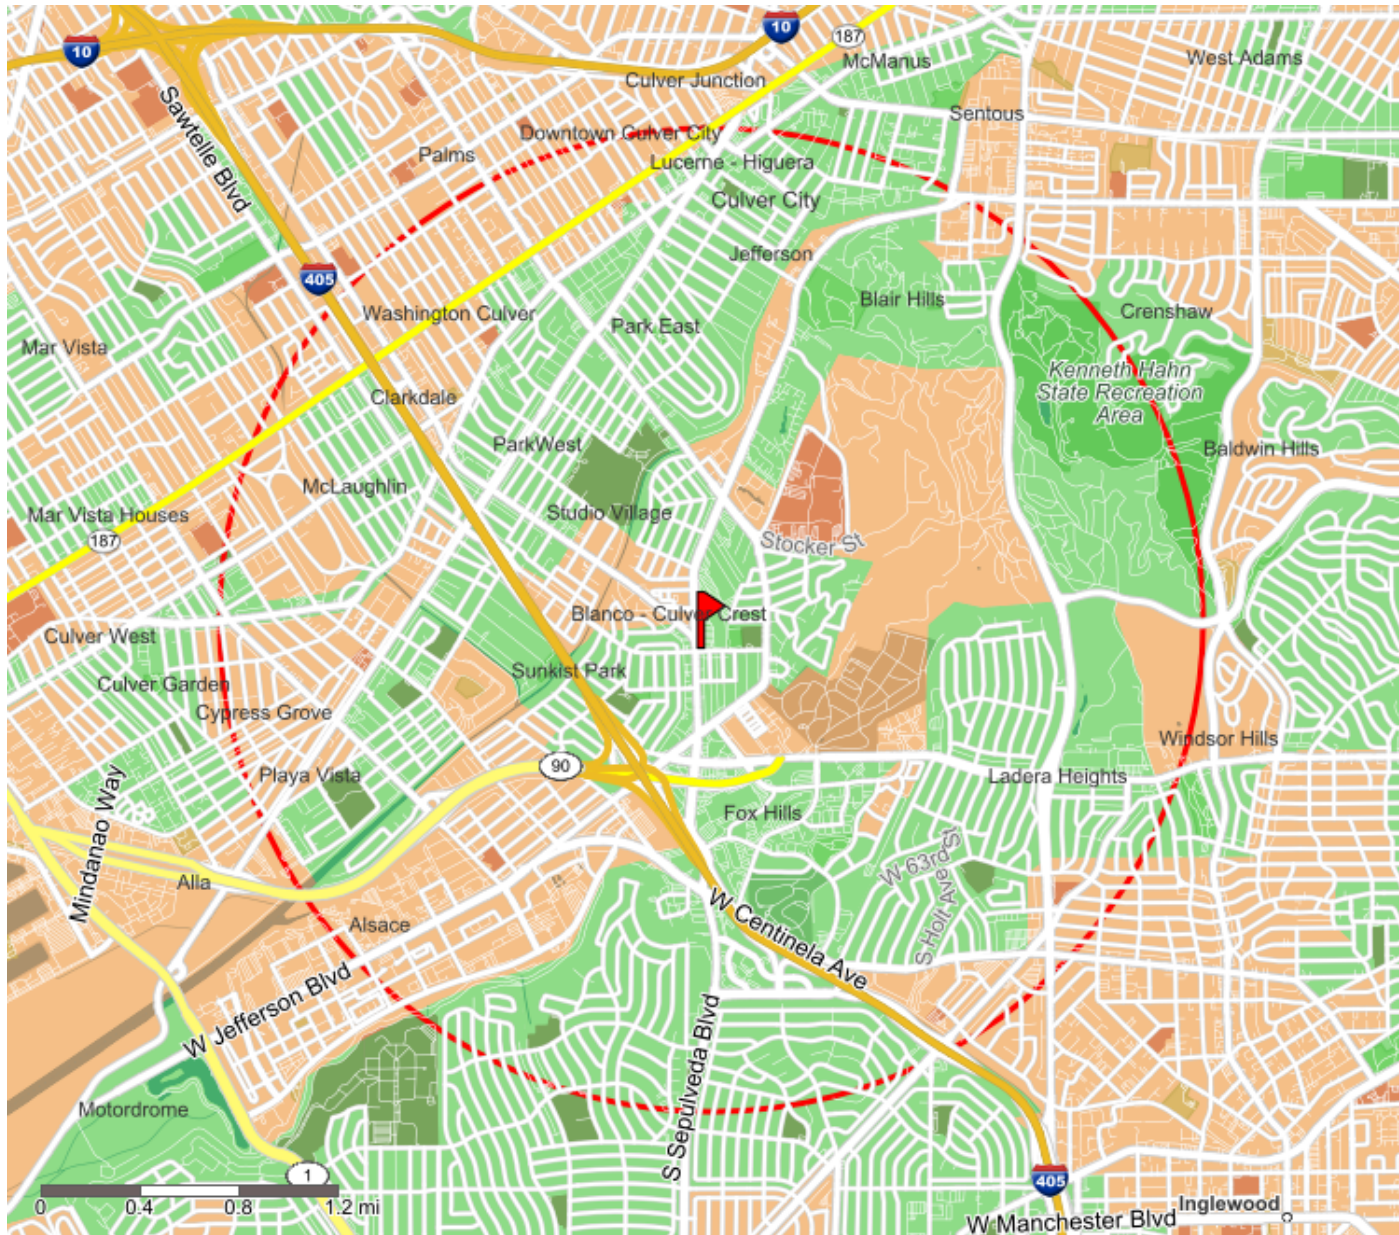 10
187
McManus
West Adams
10
Culver Junction
Sawtelle Blvd
Sentous
Downtown Culver City
Palms
Lucerne - Higuera
Culver City
Jefferson
405
Blair Hills
Washington Culver
Crenshaw
Park East
Mar Vista
Kenneth Hahn
State Recreation
Area
Clarkdale
ParkWest
Baldwin Hills
McLaughlin
Mar Vista Houses
Studio Village
187
Stocker St
Blanco - Culver Crest
Culver West
Sunkist Park
Culver Garden
Cypress Grove
Windsor Hills
90
Playa Vista
Ladera Heights
Mindanao Way
Fox Hills
W 63rd St
Alla
S Holt Ave
Alsace
W Centinela Ave
W Jefferson Blvd
S Sepulveda Blvd
Motordrome
1
405
0 0.4 0.8 1.2 mi
Inglewood
W Manchester Blvd